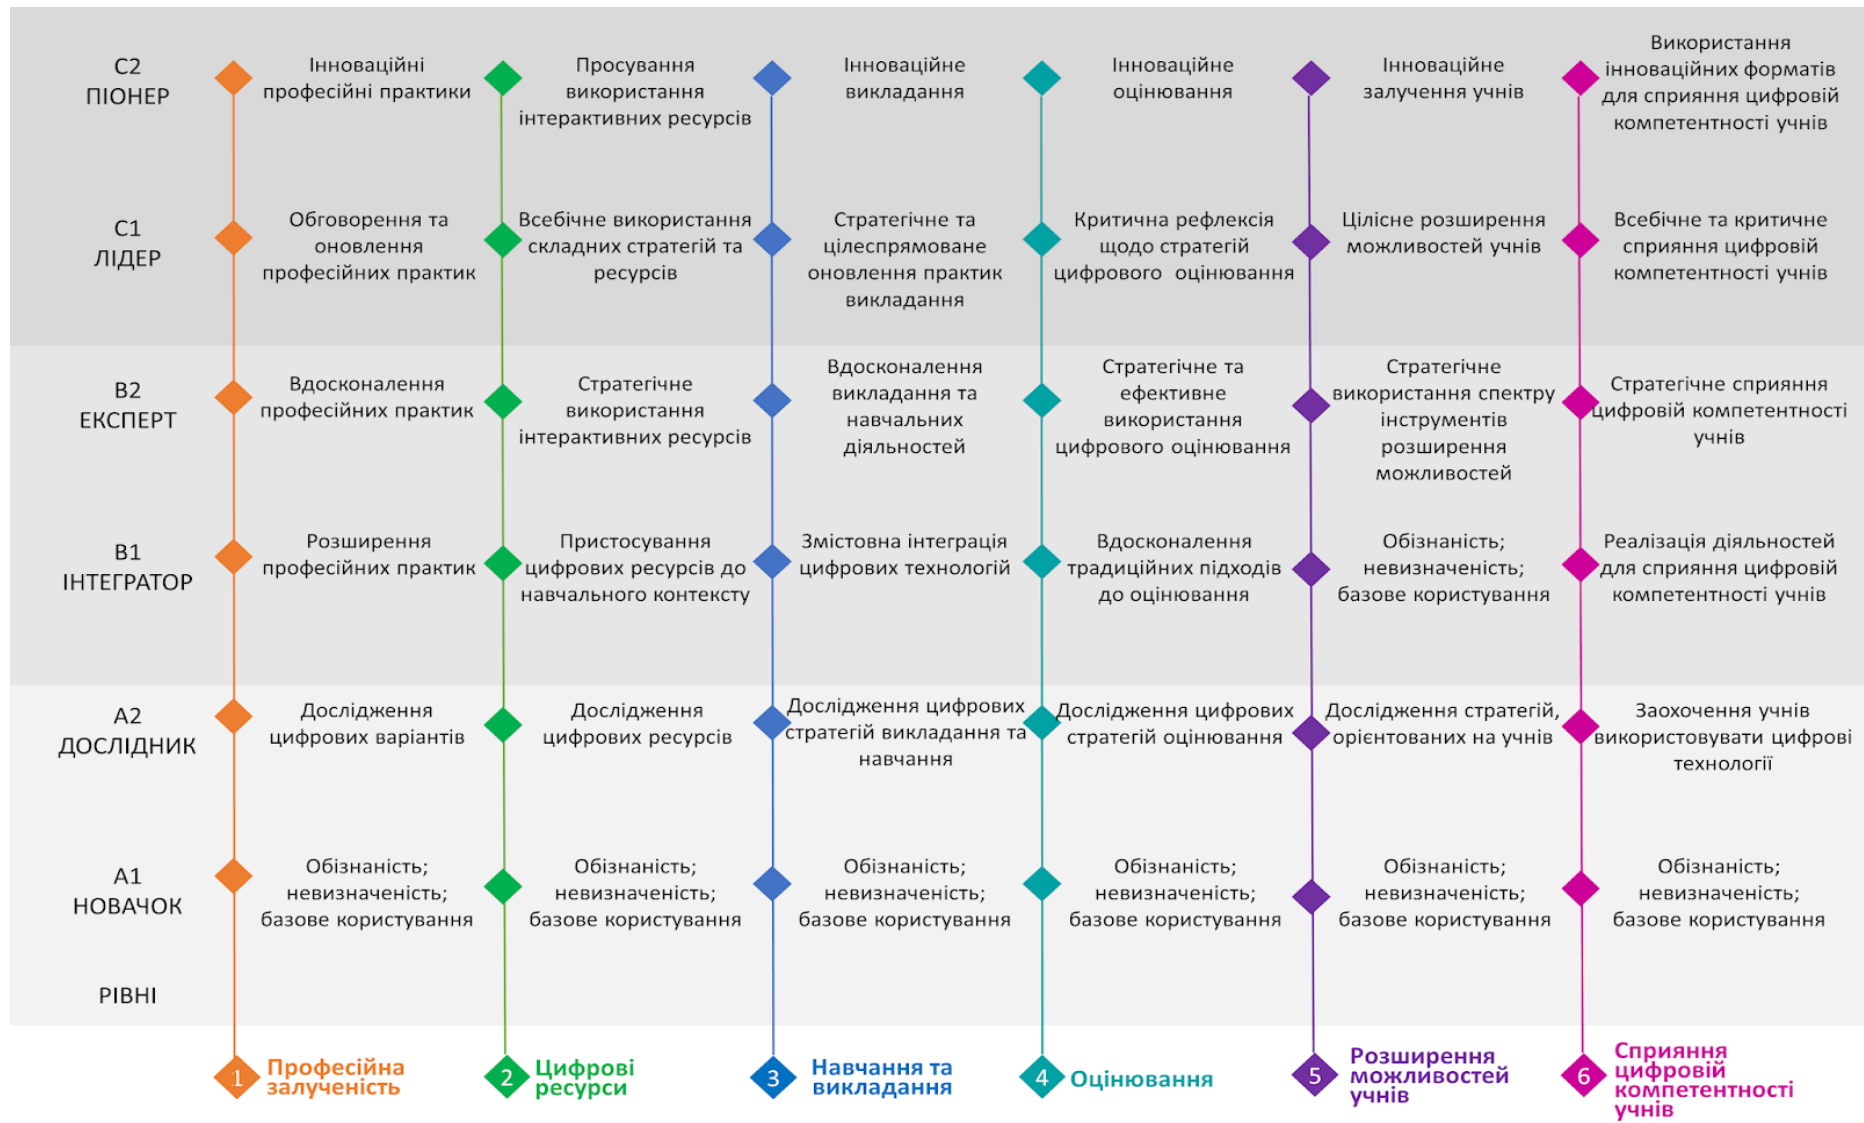 С2
ПІОНЕР
Інноваційні
професійні практики
Просування
використання
інтерактивних ресурсів
Інноваційне
викладання
Інноваційне
оцінювання
Інноваційне
залучення учнів
Використання
інноваційних форматів
для сприяння цифровій
компетентності учнів
С1
ЛІДЕР
Обговорення та
оновлення
професійних практик
Всебічне використання
складних стратегій та
ресурсів
Стратегічне та
цілеспрямоване
оновлення практик
викладання
Критична рефлексія
щодо стратегій
цифрового оцінювання
Цілісне розширення
можливостей учнів
Всебічне та критичне
сприяння цифровій
компетентності учнів
В2
ЕКСПЕРТ
Вдосконалення
професійних практик
Стратегічне
використання
інтерактивних ресурсів
Вдосконалення
викладання та
навчальних
діяльностей
Стратегічне та
ефективне
використання
цифрового оцінювання
Стратегічне
використання спектру
інструментів
розширення
можливостей
Стратегічне сприяння
цифровій компетентності
учнів
В1
ІНТЕГРАТОР
Розширення
професійних практик
Пристосування
цифрових ресурсів до
навчального контексту
Змістовна інтеграція
цифрових технологій
Вдосконалення
традиційних підходів
до оцінювання
Обізнаність;
невизначеність;
базове користування
Реалізація діяльностей
для сприяння цифровій
компетентності учнів
А2
ДОСЛІДНИК
Дослідження
цифрових варіантів
Дослідження
цифрових ресурсів
Дослідження цифрових
стратегій викладання та
навчання
Дослідження цифрових
стратегій оцінювання
Дослідження стратегій,
орієнтованих на учнів
Заохочення учнів
використовувати цифрові
технології
А1
НОВАЧОК
Обізнаність;
невизначеність;
базове користування
Обізнаність;
невизначеність;
базове користування
Обізнаність;
невизначеність;
базове користування
Обізнаність;
невизначеність;
базове користування
Обізнаність;
невизначеність;
базове користування
Обізнаність;
невизначеність;
базове користування
РІВНІ
1
Професійна
залученість
2
Цифрові
ресурси
3
Навчання та
викладання
4
Оцінювання
5
Розширення
можливостей
учнів
6
Сприяння
цифровій
компетентності
учнів